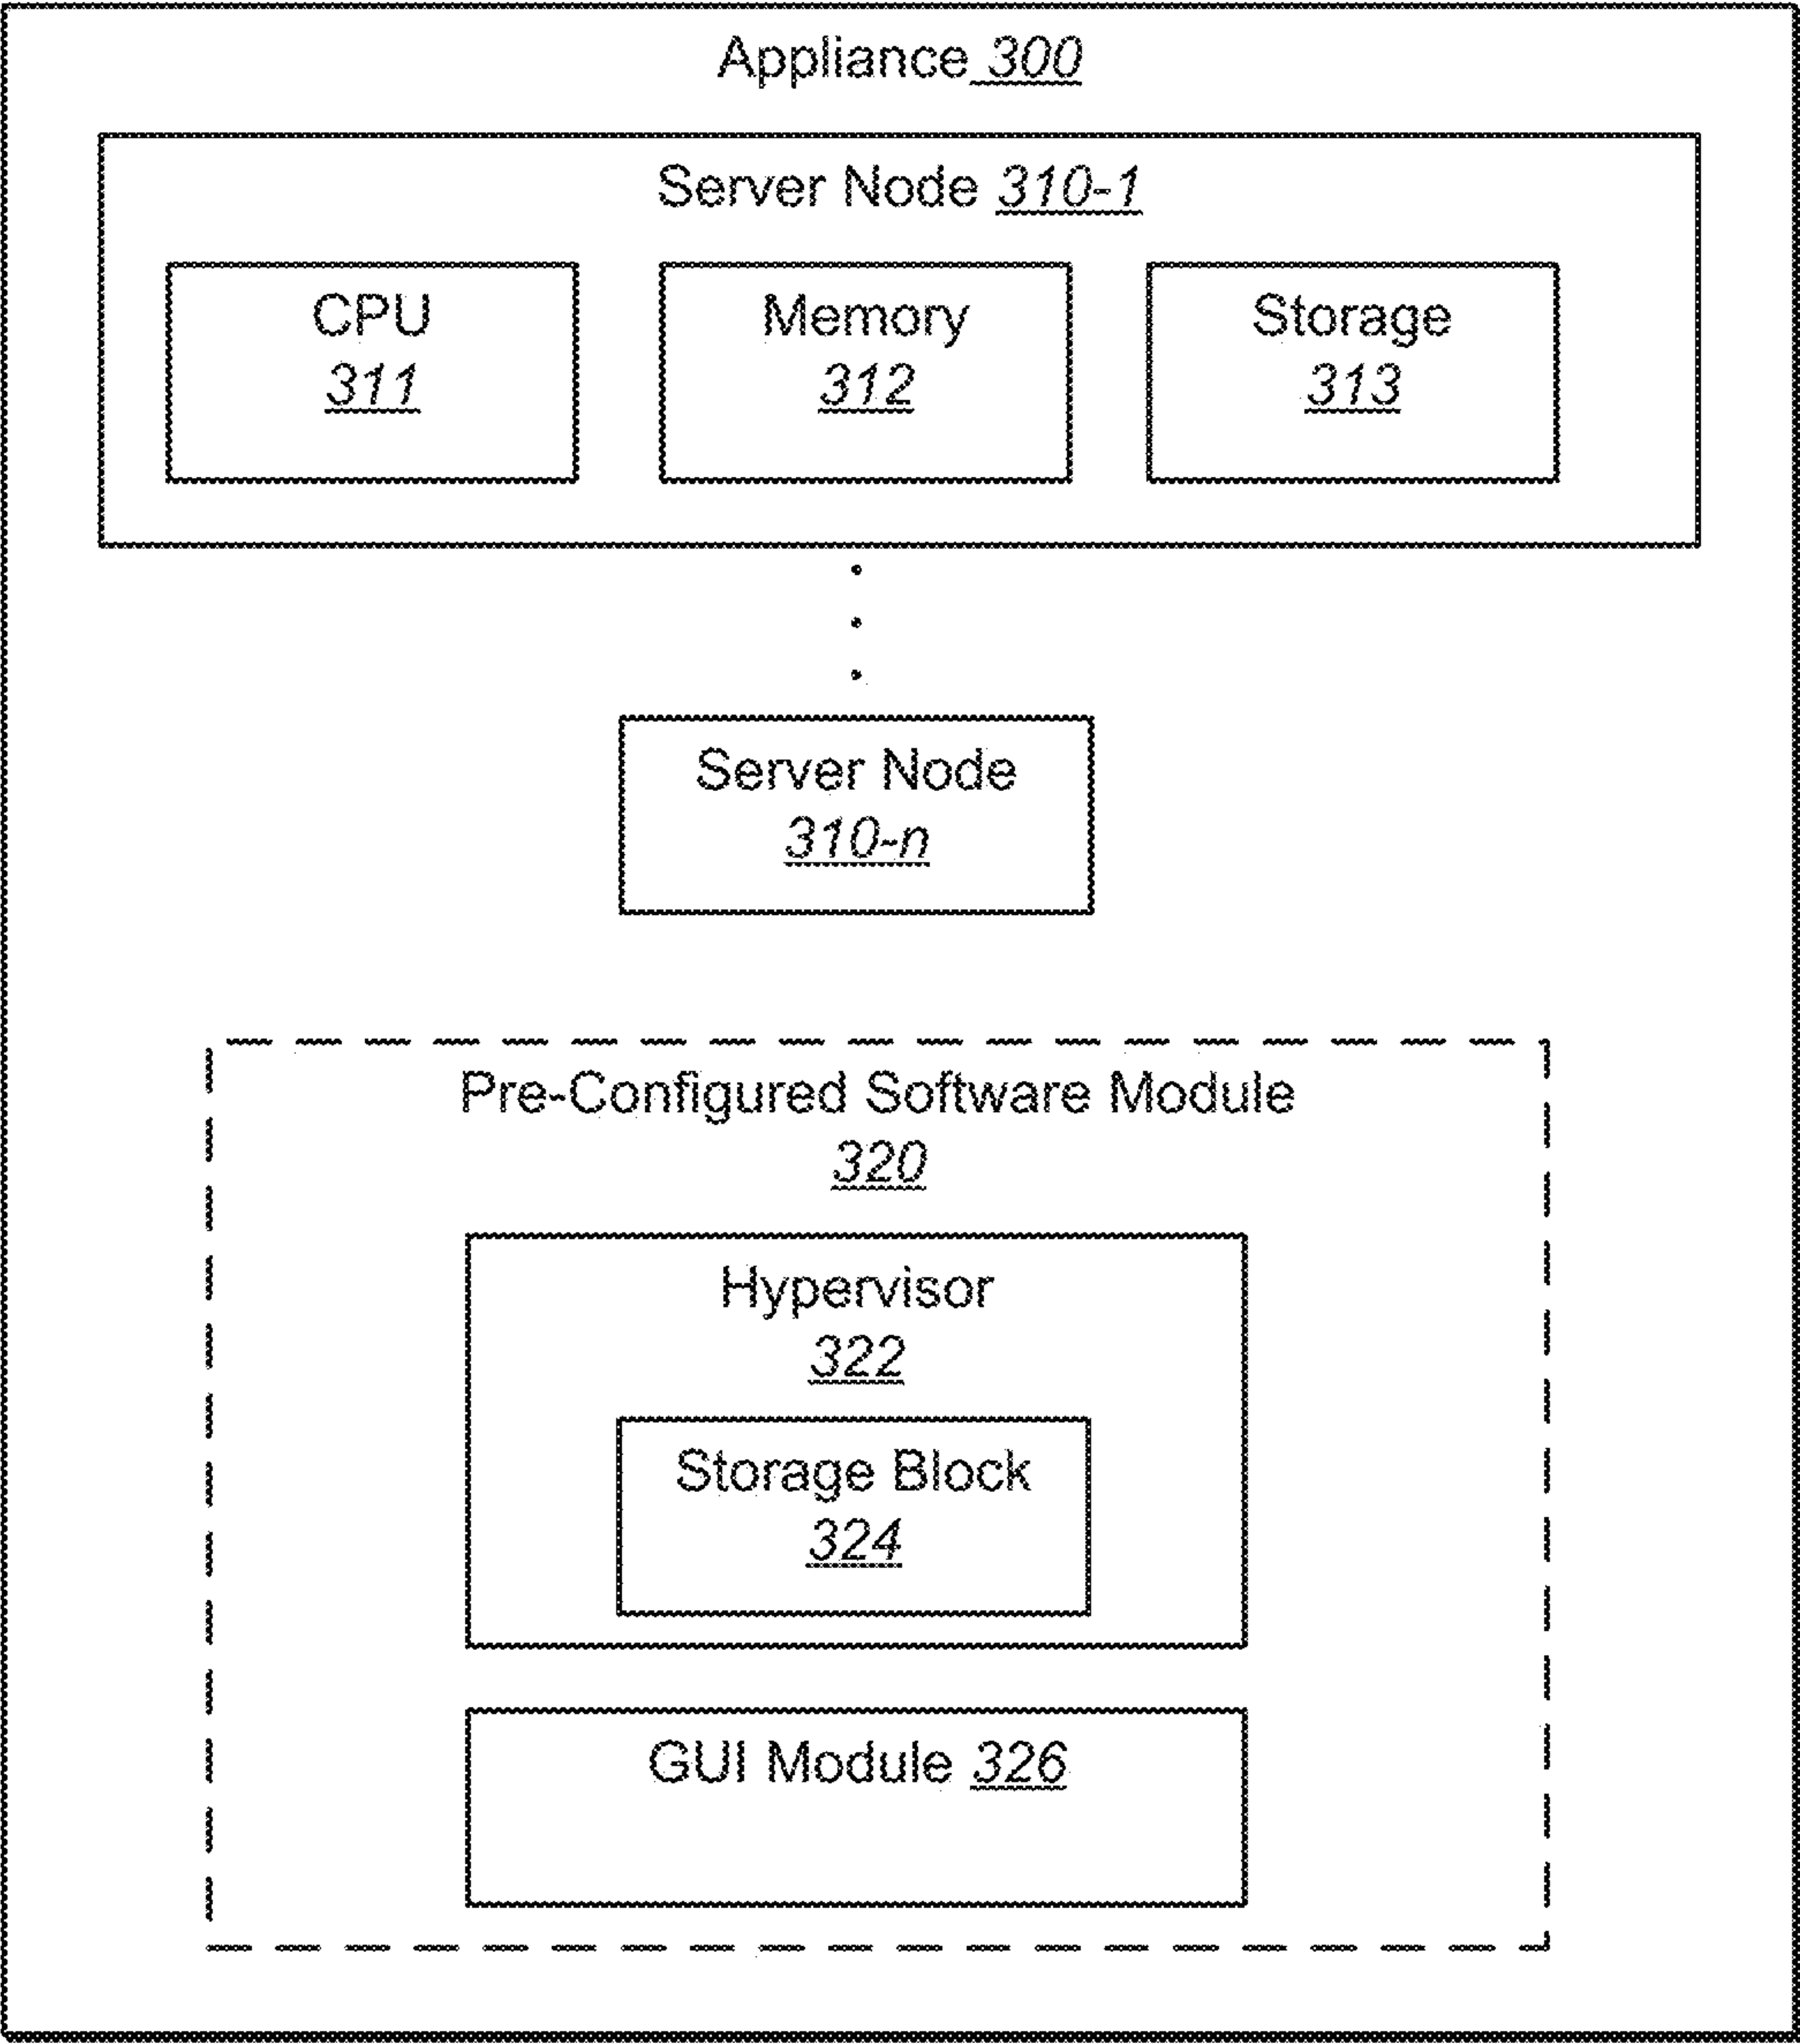 Appliance 300
Server Node 310-1
CPU
311
Memory
312
Storage
313
Server Node
310-n
Pre-Configured Software Module
320
Hypervisor
322
Storage Block
324
GUI Module 326